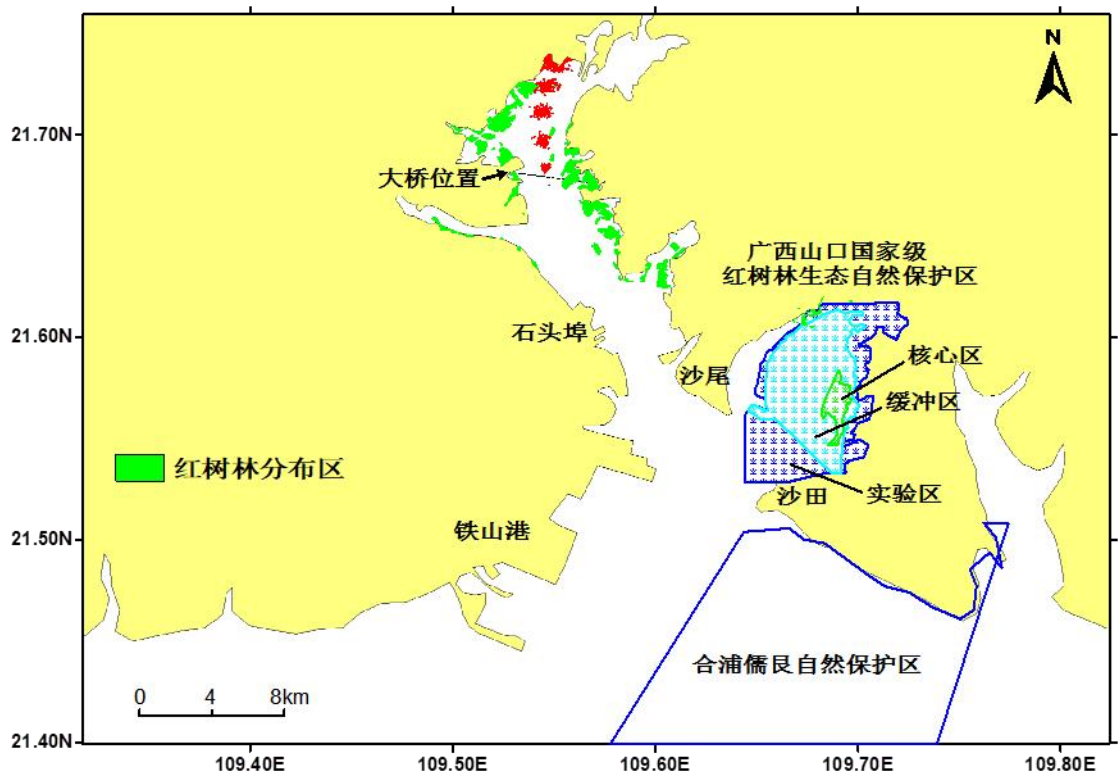 N
21.70N
大桥位置
广西山口国家级
红树林生态自然保护区
21.60N
石头埠
沙尾
核心区
缓冲区
红树林分布区
沙田
实验区
21.50N
铁山港
合浦儒艮自然保护区
0 4 8km
21.40N
109.40E 109.50E 109.60E 109.70E 109.80E